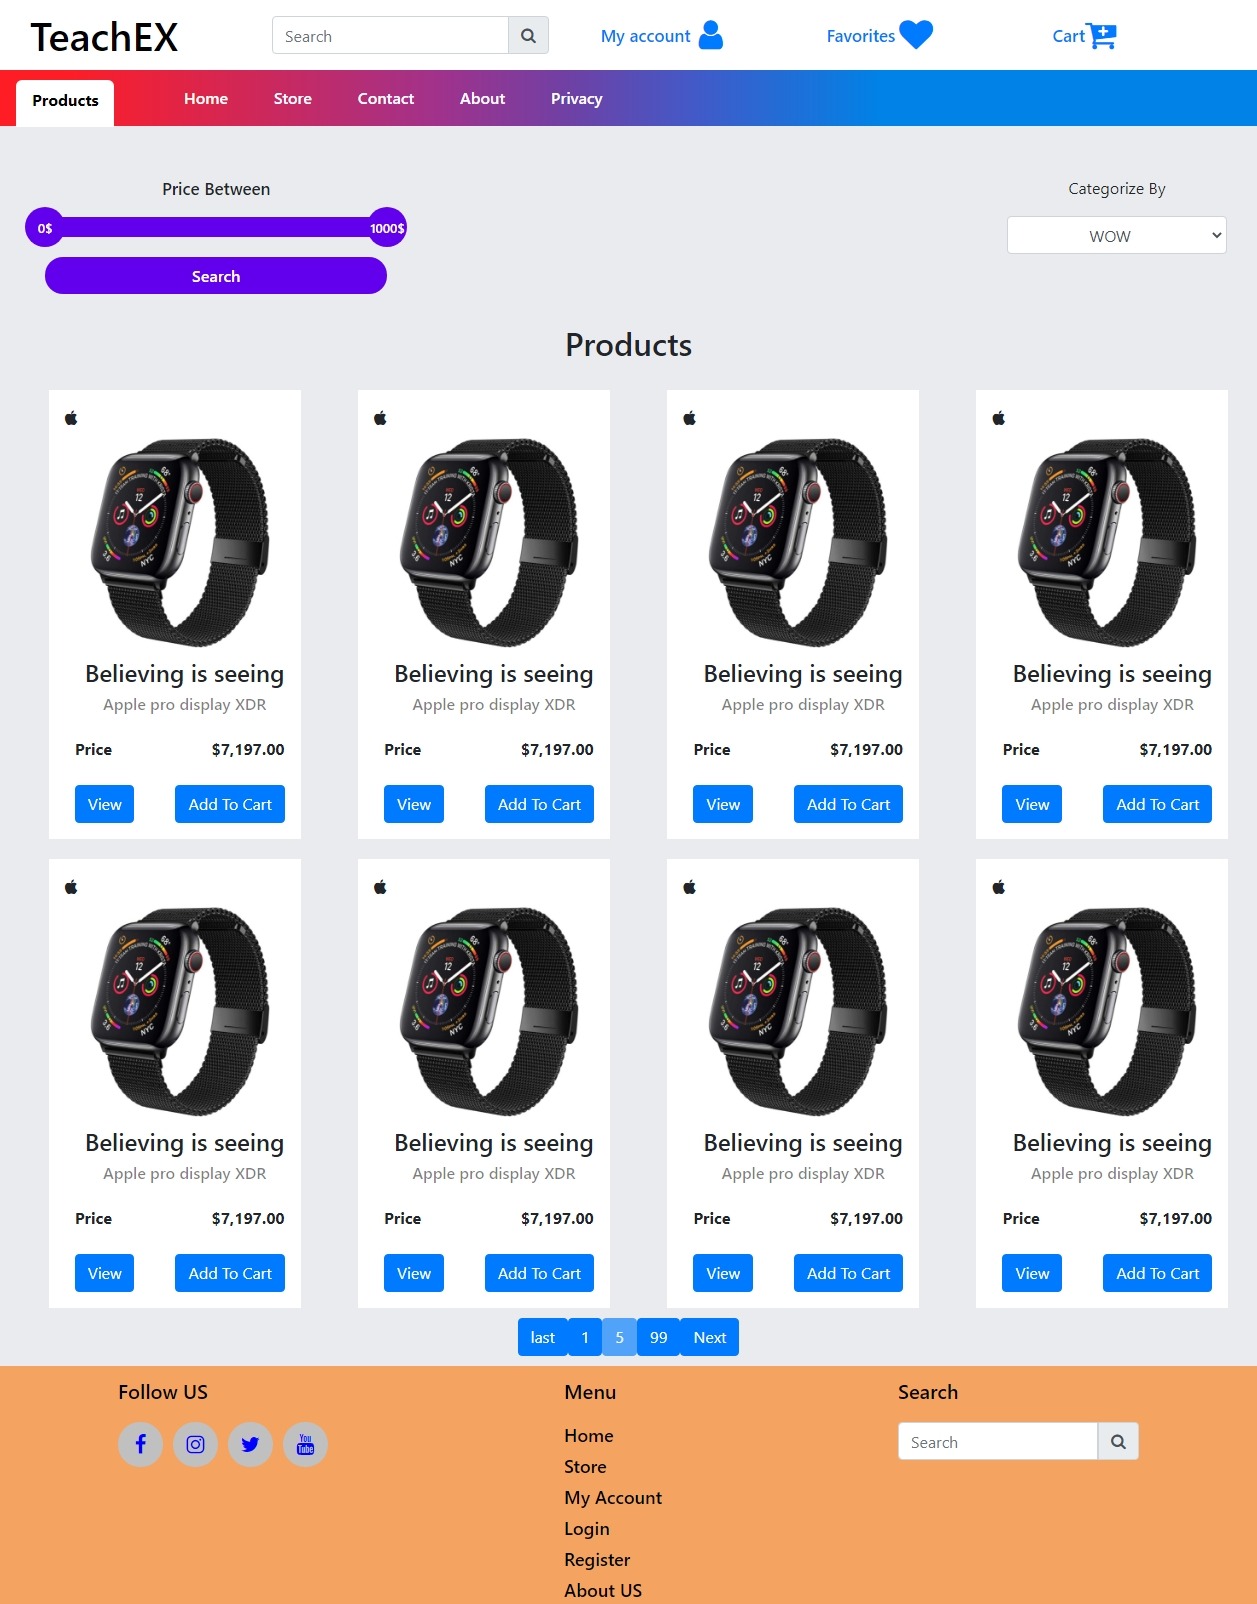 TeachEX
Search
My account
Favorites
Cart
Products
Home Store Contact About Privacy
Price Between
0$ 1000$
Search
Categorize By
WOW
Products
Believing is seeing
Apple pro display XDR
Price $7,197.00
View Add To Cart
Believing is seeing
Apple pro display XDR
Price $7,197.00
View Add To Cart
Believing is seeing
Apple pro display XDR
Price $7,197.00
View Add To Cart
Believing is seeing
Apple pro display XDR
Price $7,197.00
View Add To Cart
Believing is seeing
Apple pro display XDR
Price $7,197.00
View Add To Cart
Believing is seeing
Apple pro display XDR
Price $7,197.00
View Add To Cart
Believing is seeing
Apple pro display XDR
Price $7,197.00
View Add To Cart
Believing is seeing
Apple pro display XDR
Price $7,197.00
View Add To Cart
last 1 5 99 Next
Follow US
You
Tube
Menu
Home
Store
My Account
Login
Register
About US
Search
Search